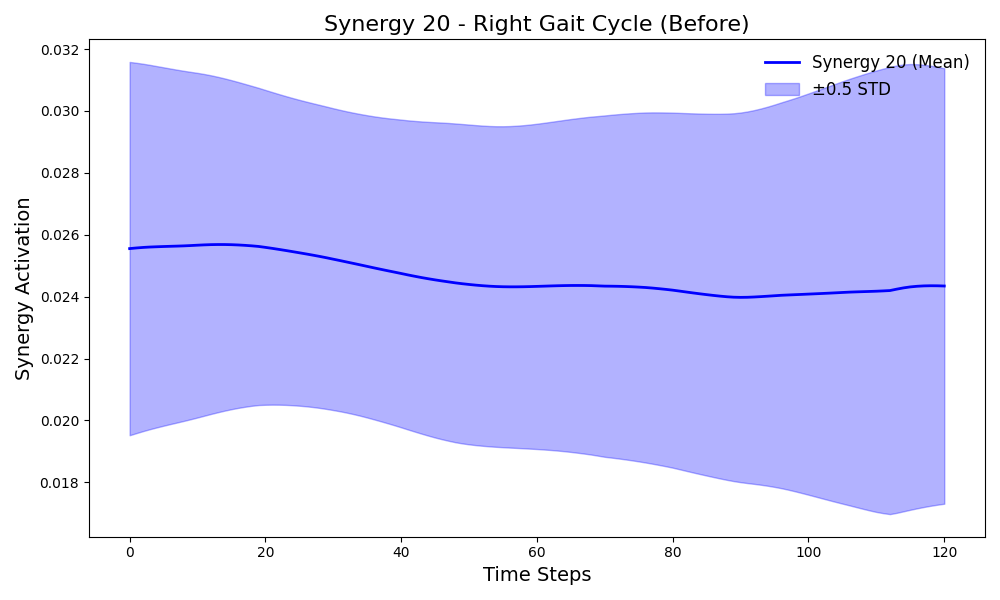 Synergy 20 - Right Gait Cycle (Before)
Synergy 20 (Mean)
±0.5 STD
Synergy Activation
0.032
0.030
0.028
0.026
0.024
0.022
0.020
0.018
0 20 40 60 80 100 120
Time Steps